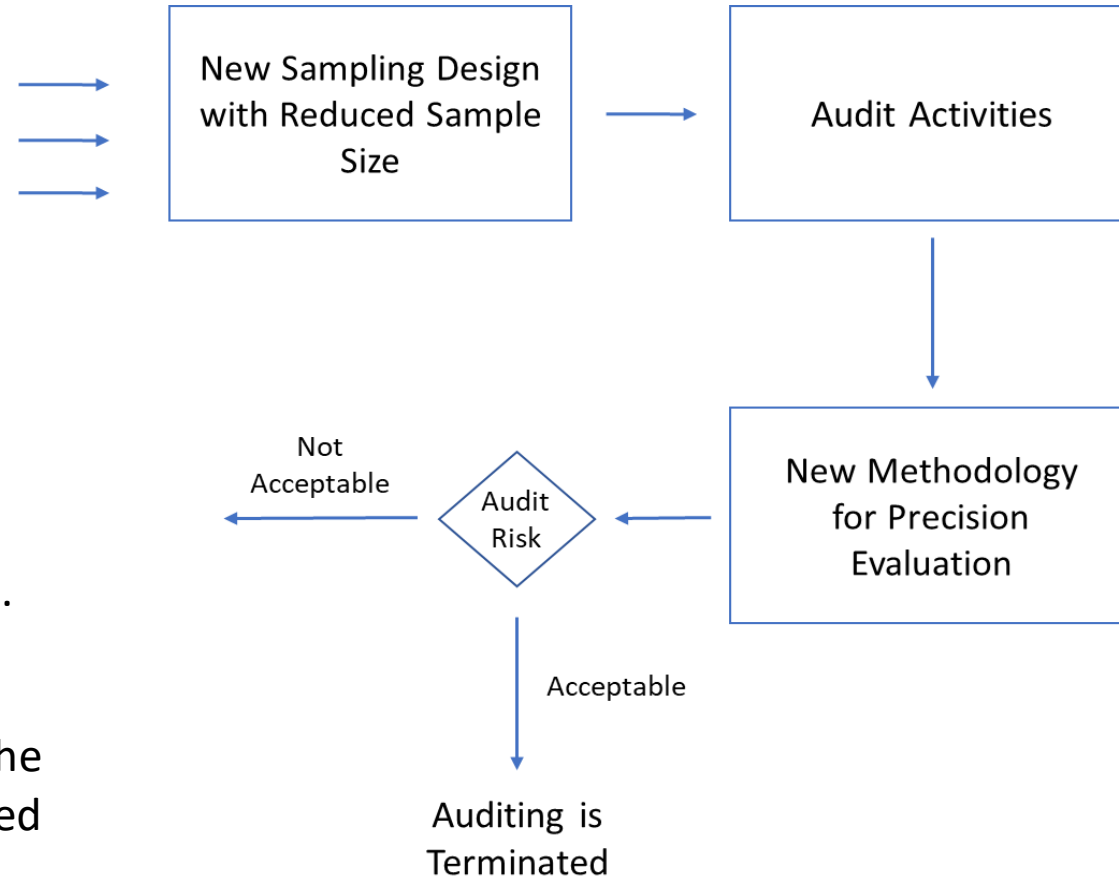 New Sampling Design
with Reduced Sample
Size
Audit Activities
Not
Acceptable
Audit
Risk
New Methodology
for Precision
Evaluation
.
Acceptable
Auditing is
Terminated